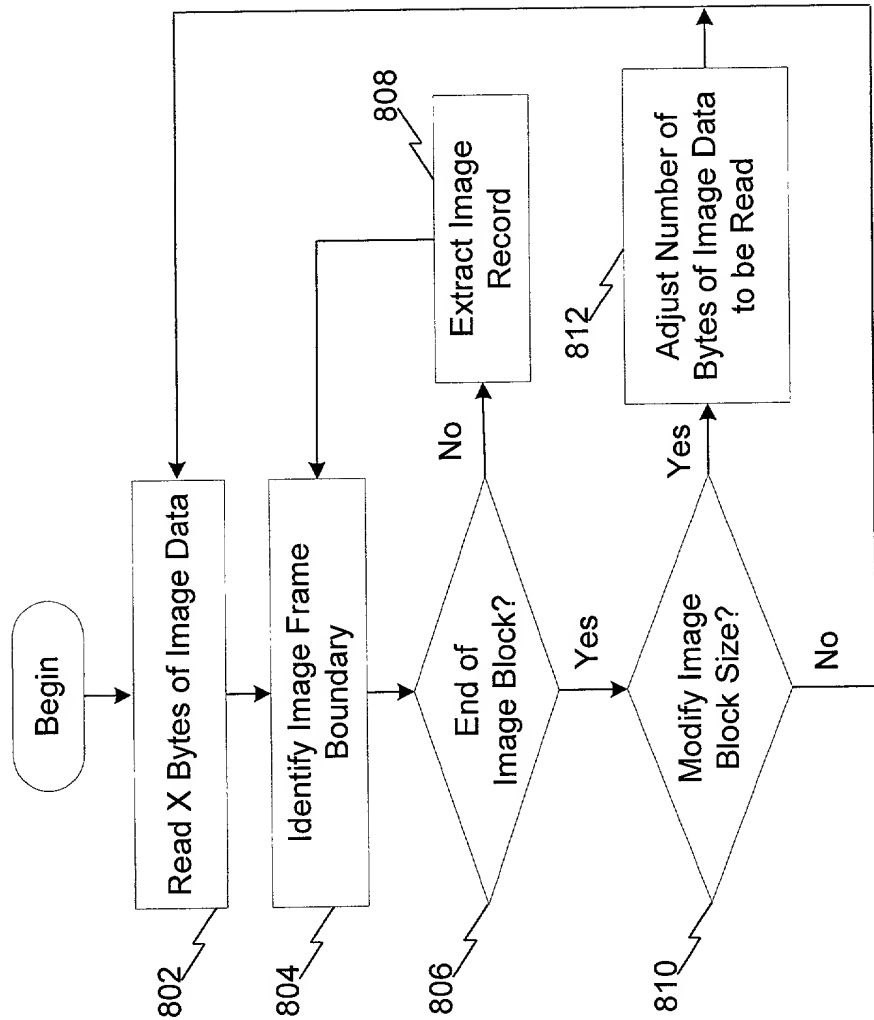 Begin
Read X Bytes of Image Data
802
Identify Image Frame
Boundary
804
End of
Image Block?
806
No
Extract Image
Record
808
Yes
Modify Image
Block Size?
810
Yes
Adjust Number of
Bytes of Image Data
to be Read
812
No